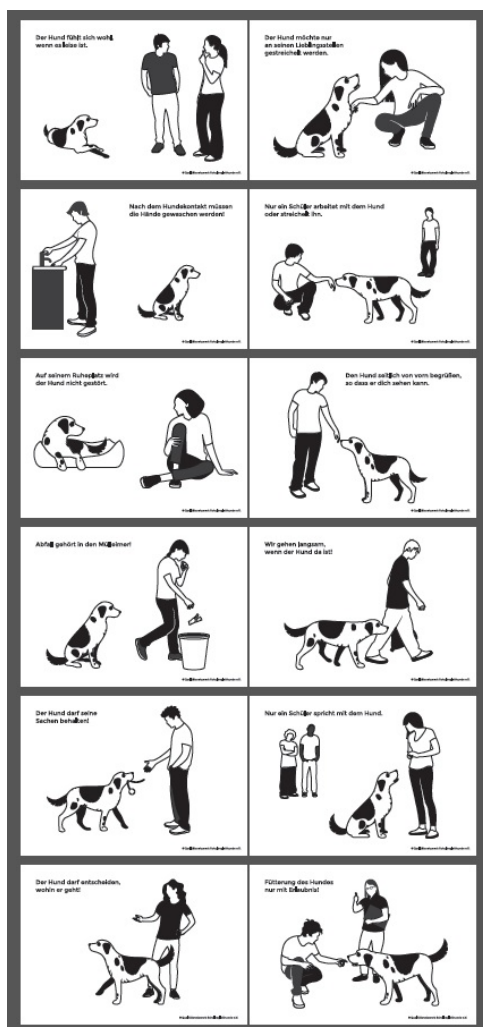 Der Hund fühlt sich wohl,
wenn es leise ist.
Der Hund möchte nur
an seinen Lieblingsstellen
gestreichelt werden.
Nach dem Hundekontakt müssen
die Hände gewaschen werden!
Nur ein Schüler arbeitet mit dem Hund
oder streichelt ihn.
Auf seinem Ruheplatz wird
der Hund nicht gestört.
Den Hund seitlich von vorn begrüßen,
so dass er dich sehen kann.
Abfall gehört in den Mülleimer!
Wir gehen langsam,
wenn der Hund da ist!
Der Hund darf seine
Sachen behalten!
Nur ein Schüler spricht mit dem Hund.
Der Hund darf entscheiden,
wohin er geht!
Fütterung des Hundes
nur mit Erlaubnis!